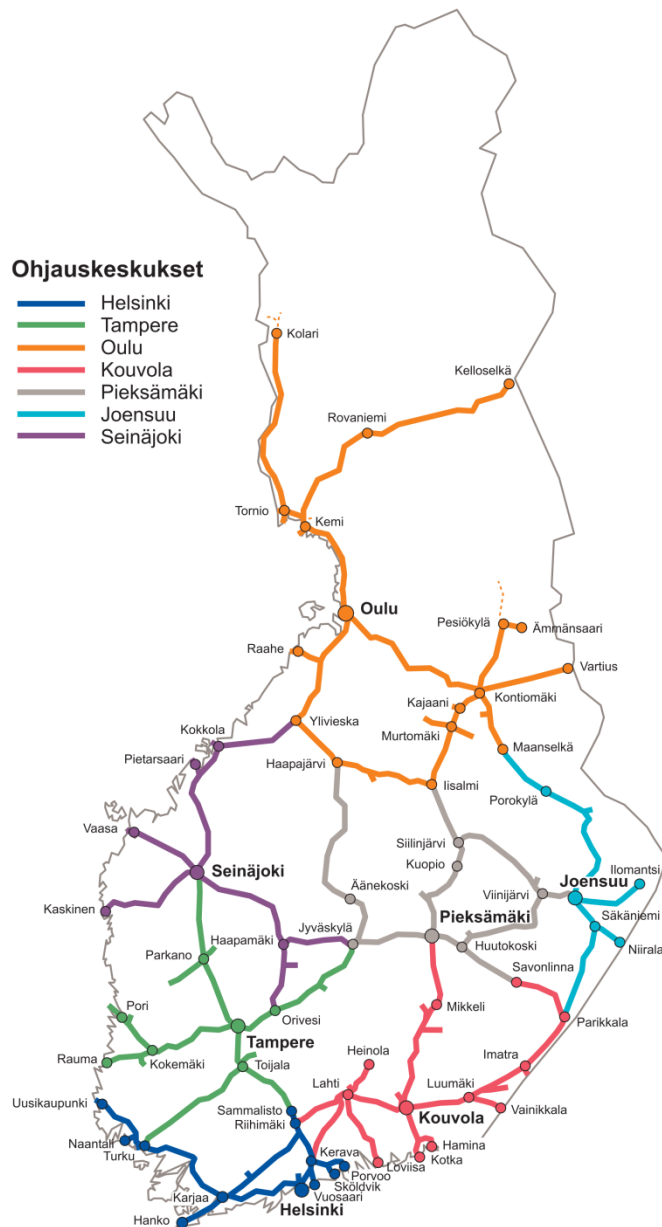 Ohjauskeskukset
Helsinki
Tampere
Oulu
Kouvola
Pieksämäki
Joensuu
Seinäjoki
Kolari
Kelloselkä
Rovaniemi
Tornio
Kemi
Oulu
Pesiökylä
Ämmänsaari
Raahe
Vartius
Kajaani
Kontiomäki
Ylivieska
Murtomäki
Kokkola
Maanselkä
Pietarsaari
Haapajärvi
Iisalmi
Porokylä
Vaasa
Siilinjärvi
Kuopio
Seinäjoki
Ilomantsi
Joensuu
Äänekoski
Viinijärvi
Kaskinen
Pieksämäki
Säkäniemi
Haapamäki
Jyväskylä
Huutokoski
Niirala
Parkano
Savonlinna
Mikkeli
Pori
Orivesi
Parikkala
Tampere
Heinola
Imatra
Rauma
Kokemäki
Toijala
Lahti
Luumäki
Uusikaupunki
Sammalisto
Kouvola
Vainikkala
Riihimäki
Naantali
Turku
Hamina
Kerava
Loviisa
Kotka
Porvoo
Sköldvik
Karjaa
Vuosaari
Helsinki
Hanko